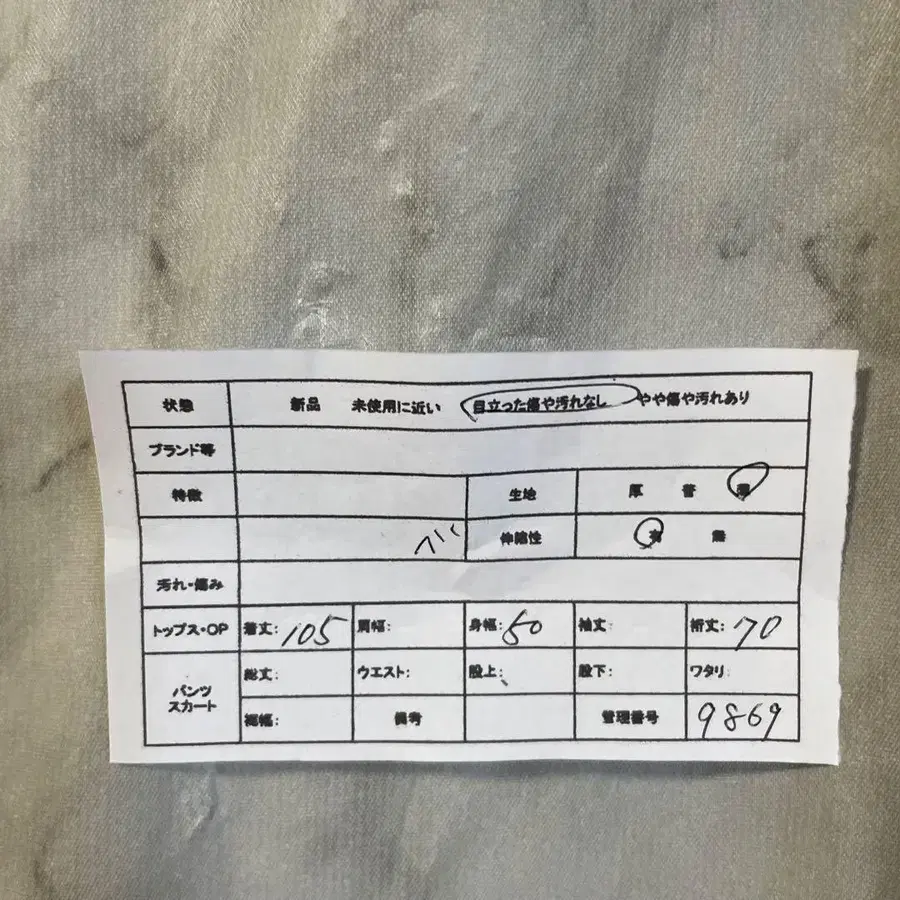 状態 新品 未使用に近い 目立った傷や汚れなし やや傷や汚れあり
ブランド等
特徴 生地 厚 普 薄
伸縮性 有 無
汚れ・傷み
トップス・OP 着丈: 105 肩幅: 身幅: 50 袖丈: 裄丈: 70
パンツ スカート 総丈: ウエスト: 股上: 股下: ワタリ:
裾幅: 備考 管理番号 9869